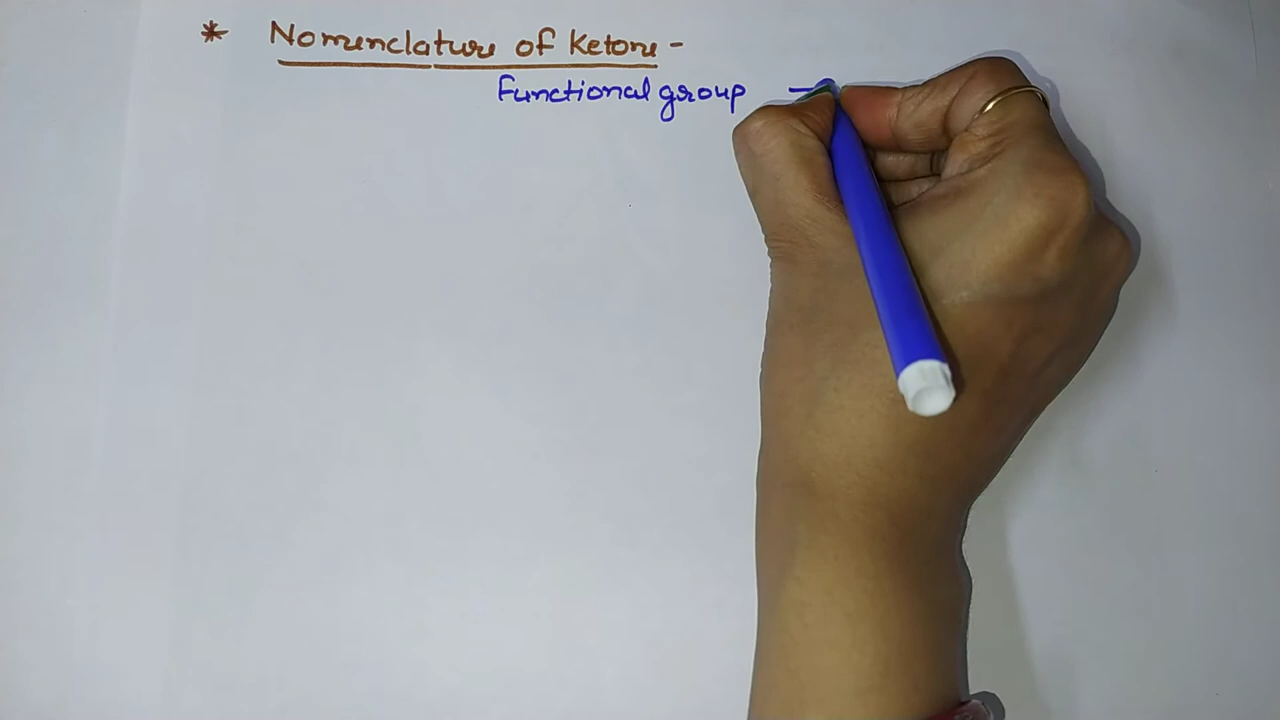 * Nomenclature of Ketone -
Functional group -